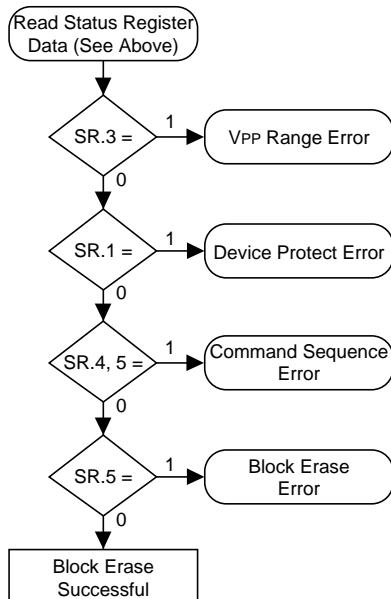 Read Status Register
Data (See Above)
SR.3 =
1
VPP Range Error
0
SR.1 =
1
Device Protect Error
0
SR.4, 5 =
1
Command Sequence
Error
0
SR.5 =
1
Block Erase
Error
0
Block Erase
Successful